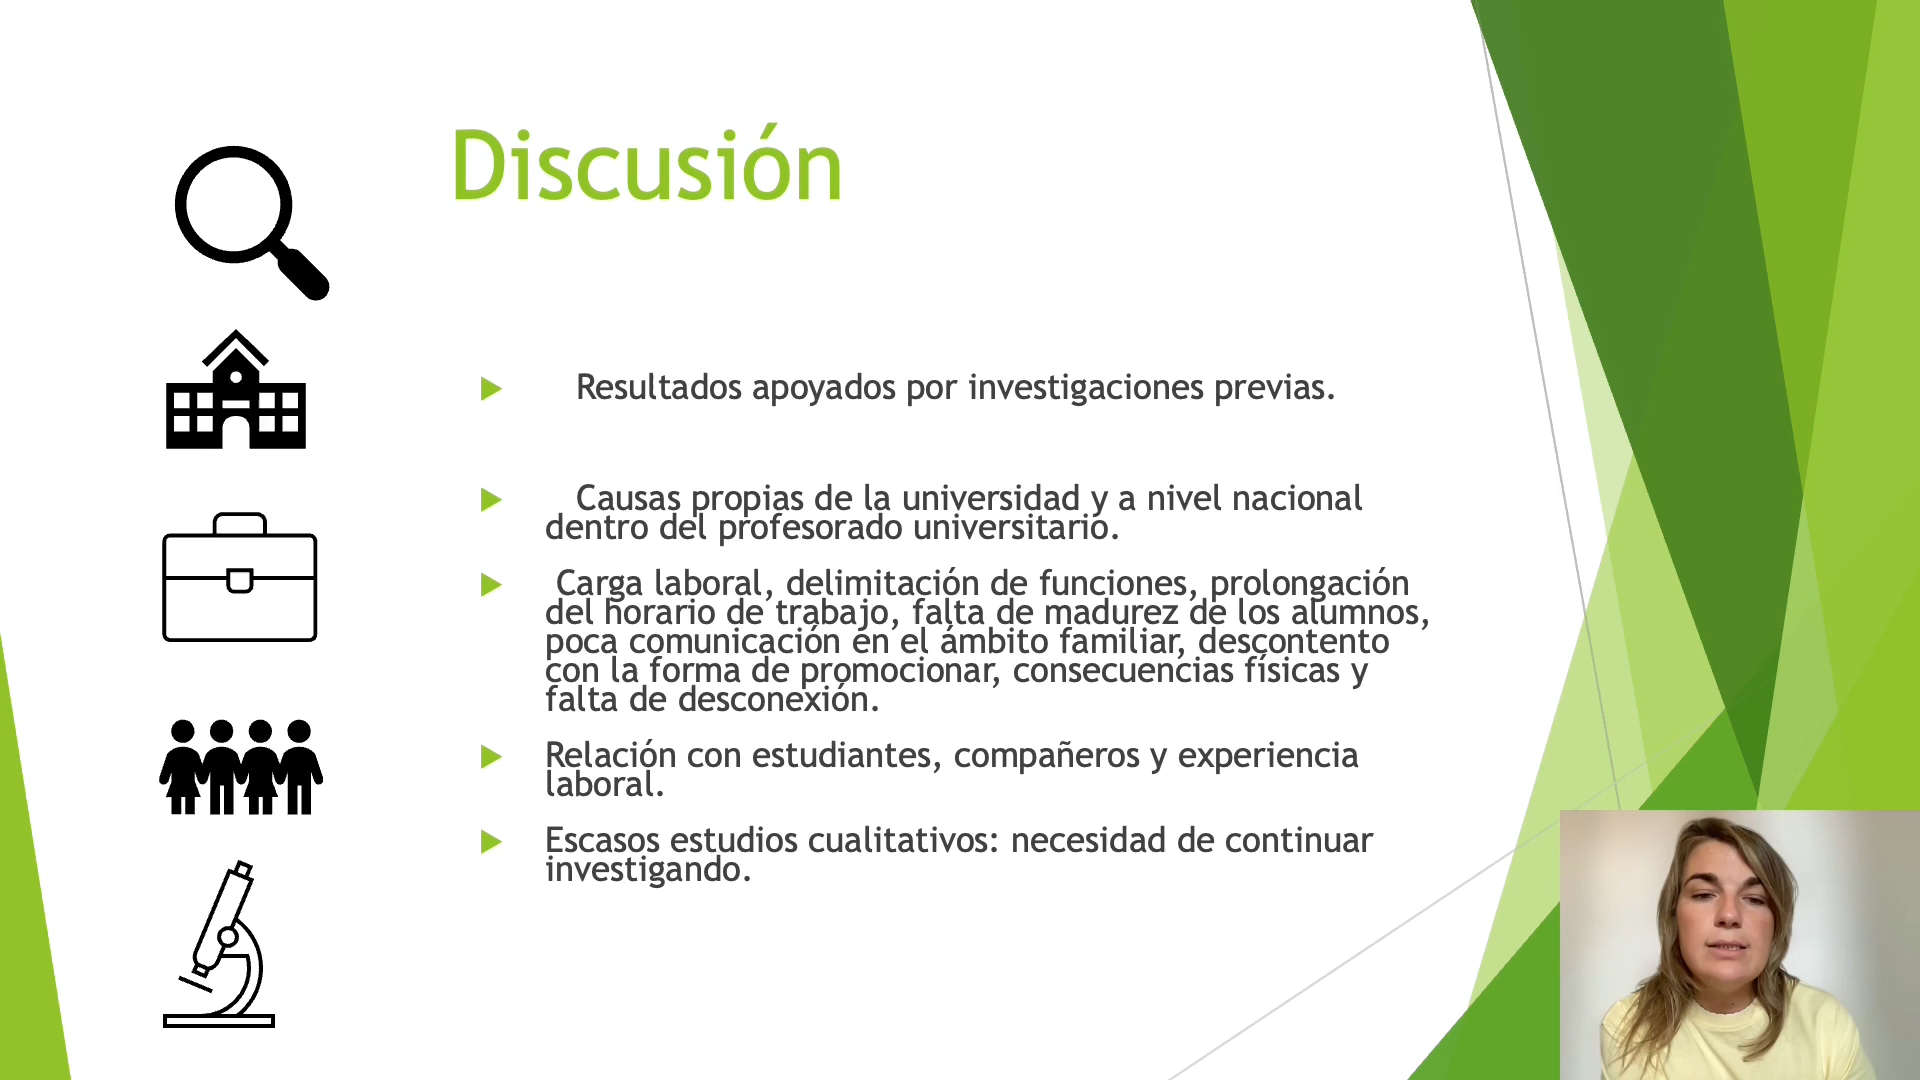 Discusión
Resultados apoyados por investigaciones previas.
Causas propias de la universidad y a nivel nacional
dentro del profesorado universitario.
Carga laboral, delimitación de funciones, prolongación
del horario de trabajo, falta de madurez de los alumnos,
poca comunicación en el ámbito familiar, descontento
con la forma de promocionar, consecuencias físicas y
falta de desconexión.
Relación con estudiantes, compañeros y experiencia
laboral.
Escasos estudios cualitativos: necesidad de continuar
investigando.